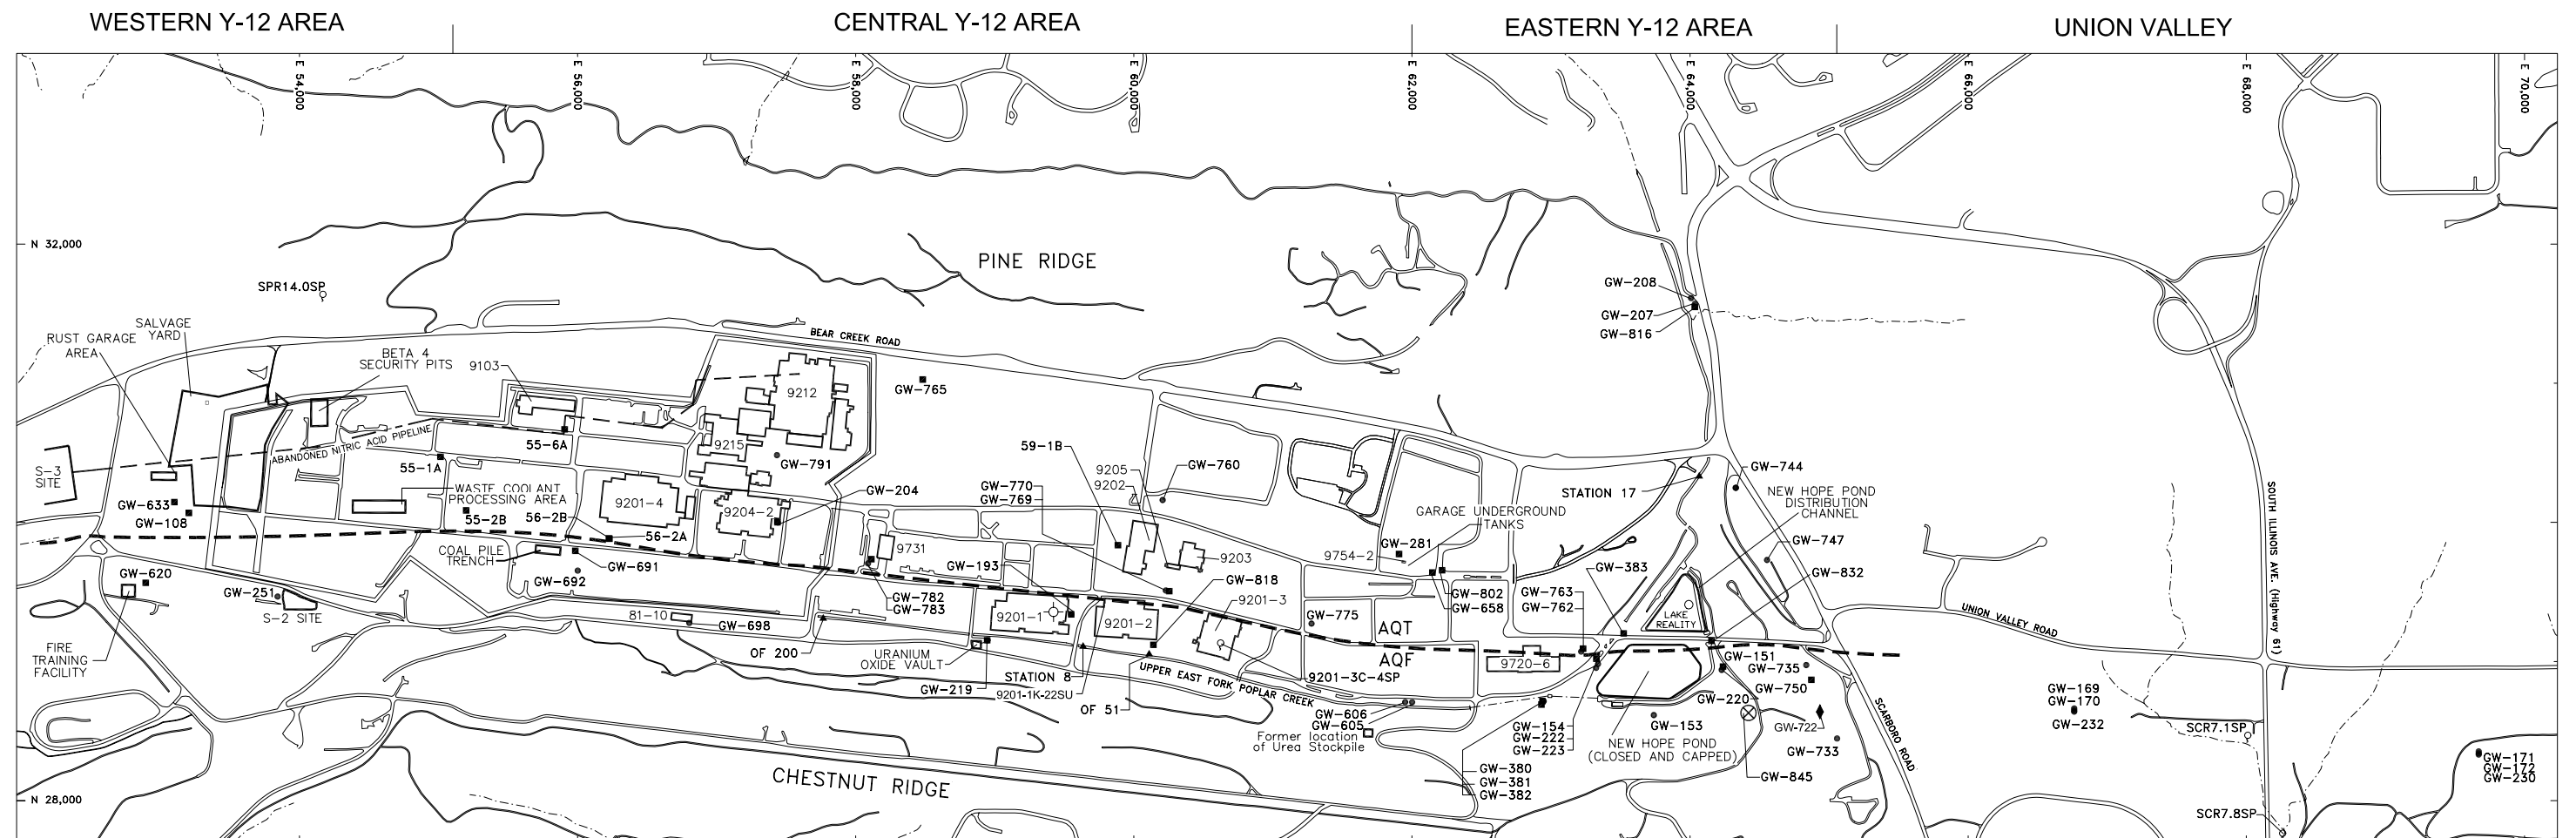 WESTERN Y-12 AREA
CENTRAL Y-12 AREA
EASTERN Y-12 AREA
UNION VALLEY
E 54,000
E 56,000
E 58,000
E 60,000
E 62,000
E 64,000
E 66,000
E 68,000
E 70,000
N 32,000
PINE RIDGE
SPR14.0SP
GW-208
GW-207
GW-816
SALVAGE
YARD
RUST GARAGE
AREA
BETA 4
SECURITY PITS
9103
BEAR CREEK ROAD
9212
GW-765
9215
55-6A
ABANDONED NITRIC ACID PIPELINE
55-1A
GW-791
S-3
SITE
WASTE COOLANT
PROCESSING AREA
9201-4
9204-2
GW-204
GW-633
GW-108
55-2B
56-2B
56-2A
59-1B
9205
9202
GW-760
GW-770
GW-769
STATION 17
GW-744
NEW HOPE POND
DISTRIBUTION
CHANNEL
GARAGE UNDERGROUND
TANKS
GW-281
9754-2
GW-747
COAL PILE
TRENCH
GW-691
GW-692
9731
GW-193
9203
GW-818
9201-3
GW-383
GW-832
GW-620
GW-251
S-2 SITE
GW-782
GW-783
81-10
GW-698
9201-1
9201-2
GW-775
GW-802
GW-658
GW-763
GW-762
LAKE
REALITY
AQT
AQF
UNION VALLEY ROAD
SOUTH ILLINOIS AVE. (Highway 61)
FIRE
TRAINING
FACILITY
OF 200
URANIUM
OXIDE VAULT
STATION 8
GW-219
9201-1K-22SU
OF 51
UPPER EAST FORK POPLAR CREEK
9201-3C-4SP
9720-6
GW-151
GW-735
GW-750
GW-220
GW-722
GW-733
GW-845
SCARBORO ROAD
GW-606
GW-605
Former location
of Urea Stockpile
GW-154
GW-222
GW-223
GW-153
NEW HOPE POND
(CLOSED AND CAPPED)
GW-380
GW-381
GW-382
GW-169
GW-170
GW-232
SCR7.1SP
GW-171
GW-172
GW-230
SCR7.8SP
CHESTNUT RIDGE
N 28,000